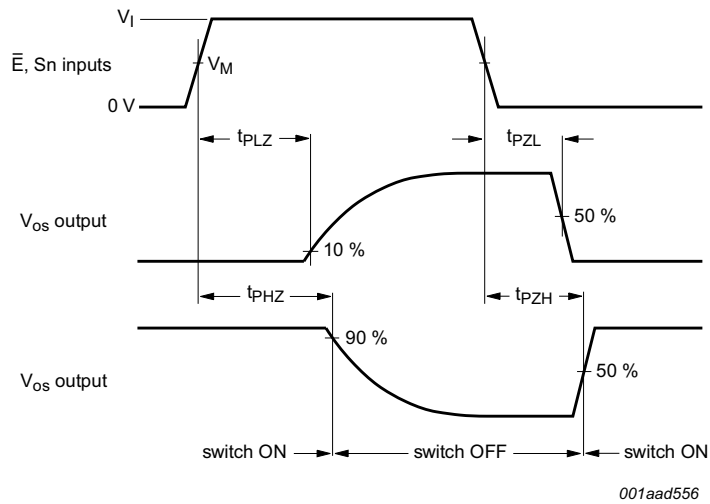 V_I
E̅, Sn inputs
V_M
0 V
t_PLZ
t_PZL
V_os output
50 %
10 %
t_PHZ
t_PZH
90 %
V_os output
50 %
switch ON
switch OFF
switch ON
001aad556